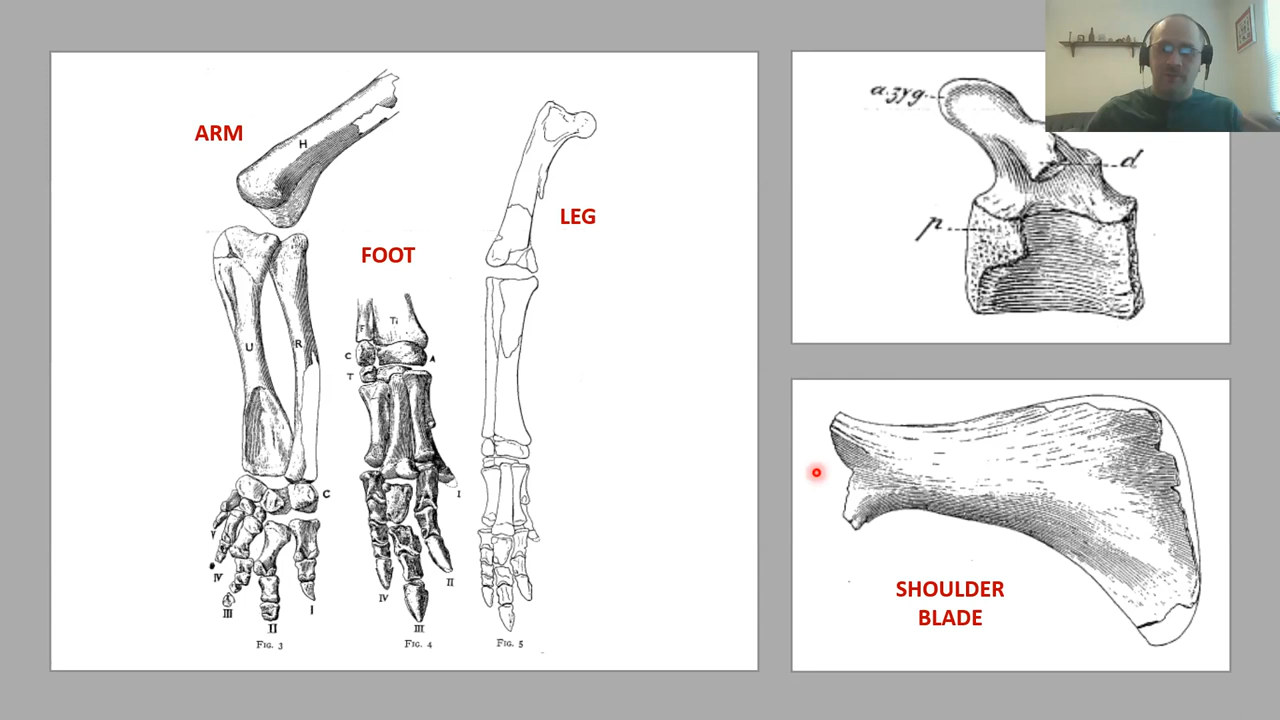 ARM
H
LEG
FOOT
U
R
F
Ti
C
A
T
I
C
V
IV
III
II
I
IV
III
II
Fig. 3
Fig. 4
Fig. 5
a.zyg.
d
p
SHOULDER
BLADE